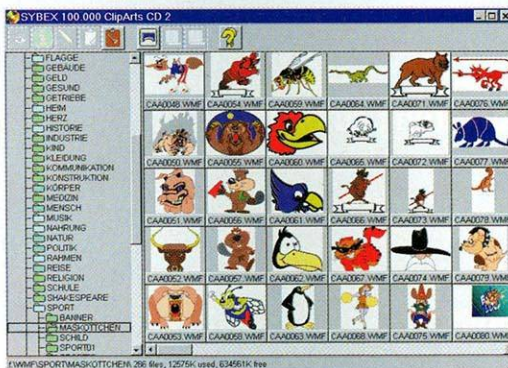 SYBEX 100.000 ClipArts CD 2
FLAGGE
GEBÄUDE
GELD
GESUND
GETRIEBE
HEIM
HERZ
HISTORIE
INDUSTRIE
KIND
KLEIDUNG
KOMMUNIKATION
KONSTRUKTION
KÖRPER
MEDIZIN
MENSCH
MUSIK
NAHRUNG
NATUR
POLITIK
RAHMEN
REISE
RELIGION
SCHULE
SHAKESPEARE
SPORT
BANNER
MASKOTTCHEN
SCHILD
SPORT01
CAA0048.WMF CAA0054.WMF CAA0059.WMF CAA0064.WMF CAA0071.WMF CAA0076.WMF
CAA0050.WMF CAA0055.WMF CAA0060.WMF CAA0065.WMF CAA0072.WMF CAA0077.WMF
CAA0051.WMF CAA0056.WMF CAA0061.WMF CAA0066.WMF CAA0073.WMF CAA0078.WMF
CAA0052.WMF CAA0057.WMF CAA0062.WMF CAA0067.WMF CAA0074.WMF CAA0079.WMF
CAA0053.WMF CAA0058.WMF CAA0063.WMF CAA0068.WMF CAA0075.WMF CAA0080.WMF
f:\WMF\SPORT\MASKOTTCHEN\ 286 files, 12575K used, 634561K free